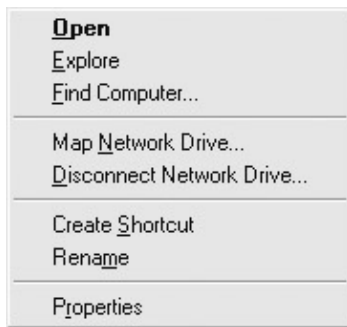 Open
Explore
Find Computer...
Map Network Drive...
Disconnect Network Drive...
Create Shortcut
Rename
Properties